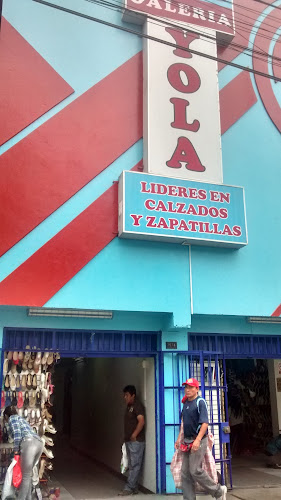 GALERIA
YOLA
LIDERES EN
CALZADOS
Y ZAPATILLAS